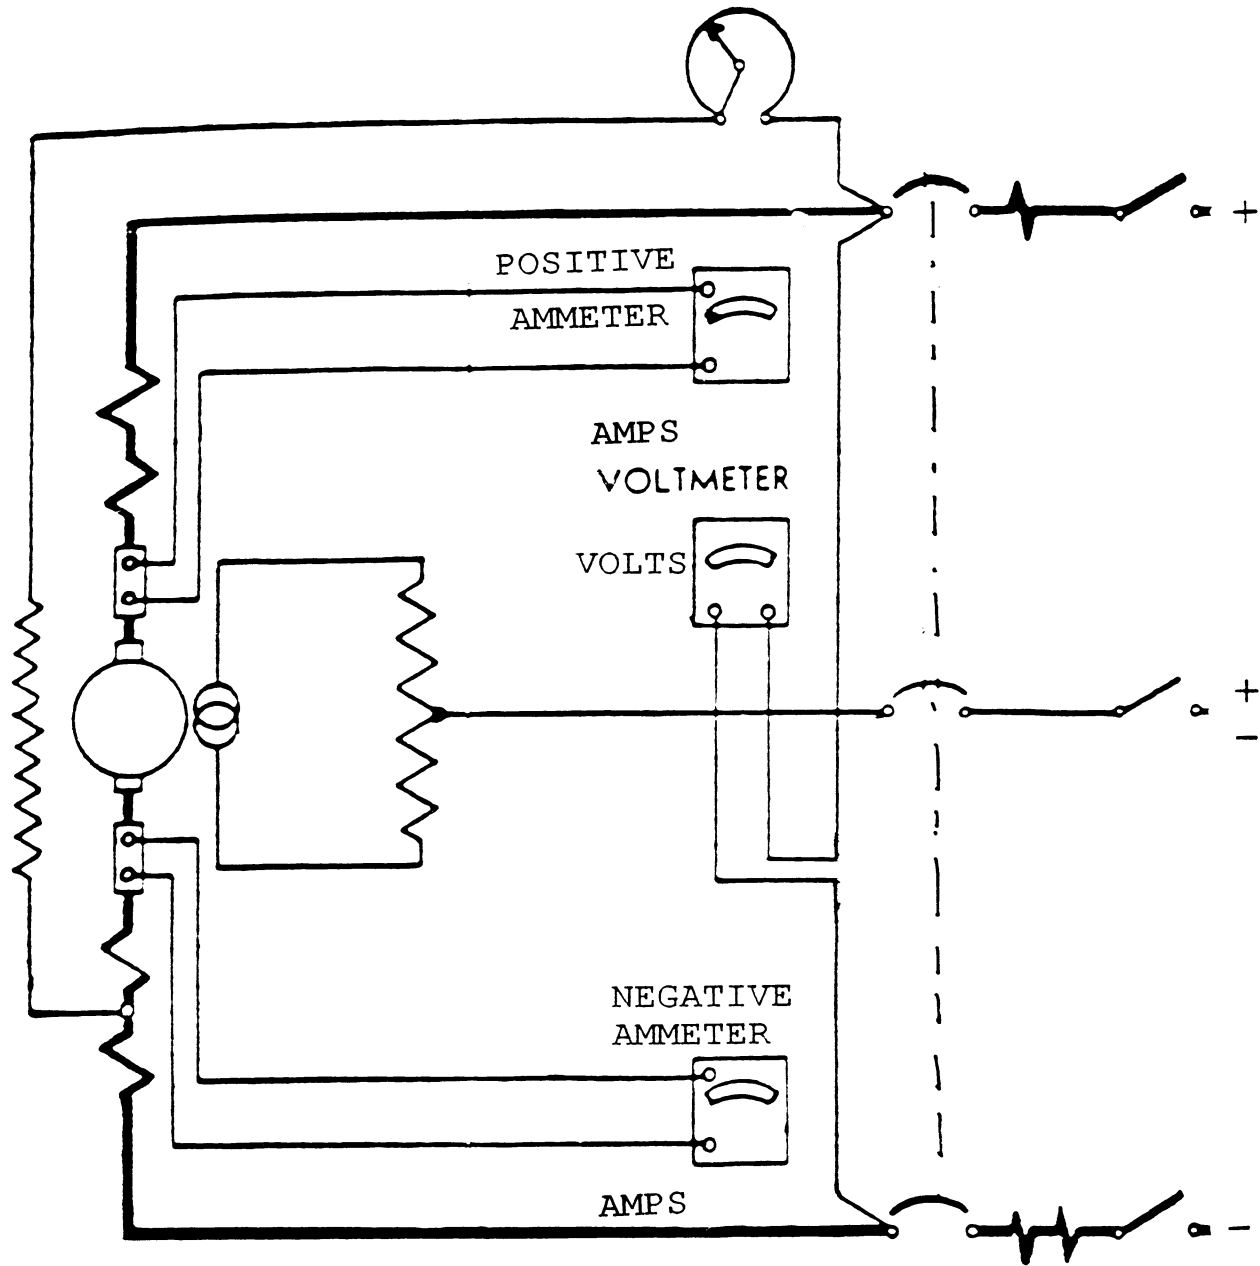 +
POSITIVE
AMMETER
AMPS
VOLTMETER
VOLTS
+
−
NEGATIVE
AMMETER
AMPS
−